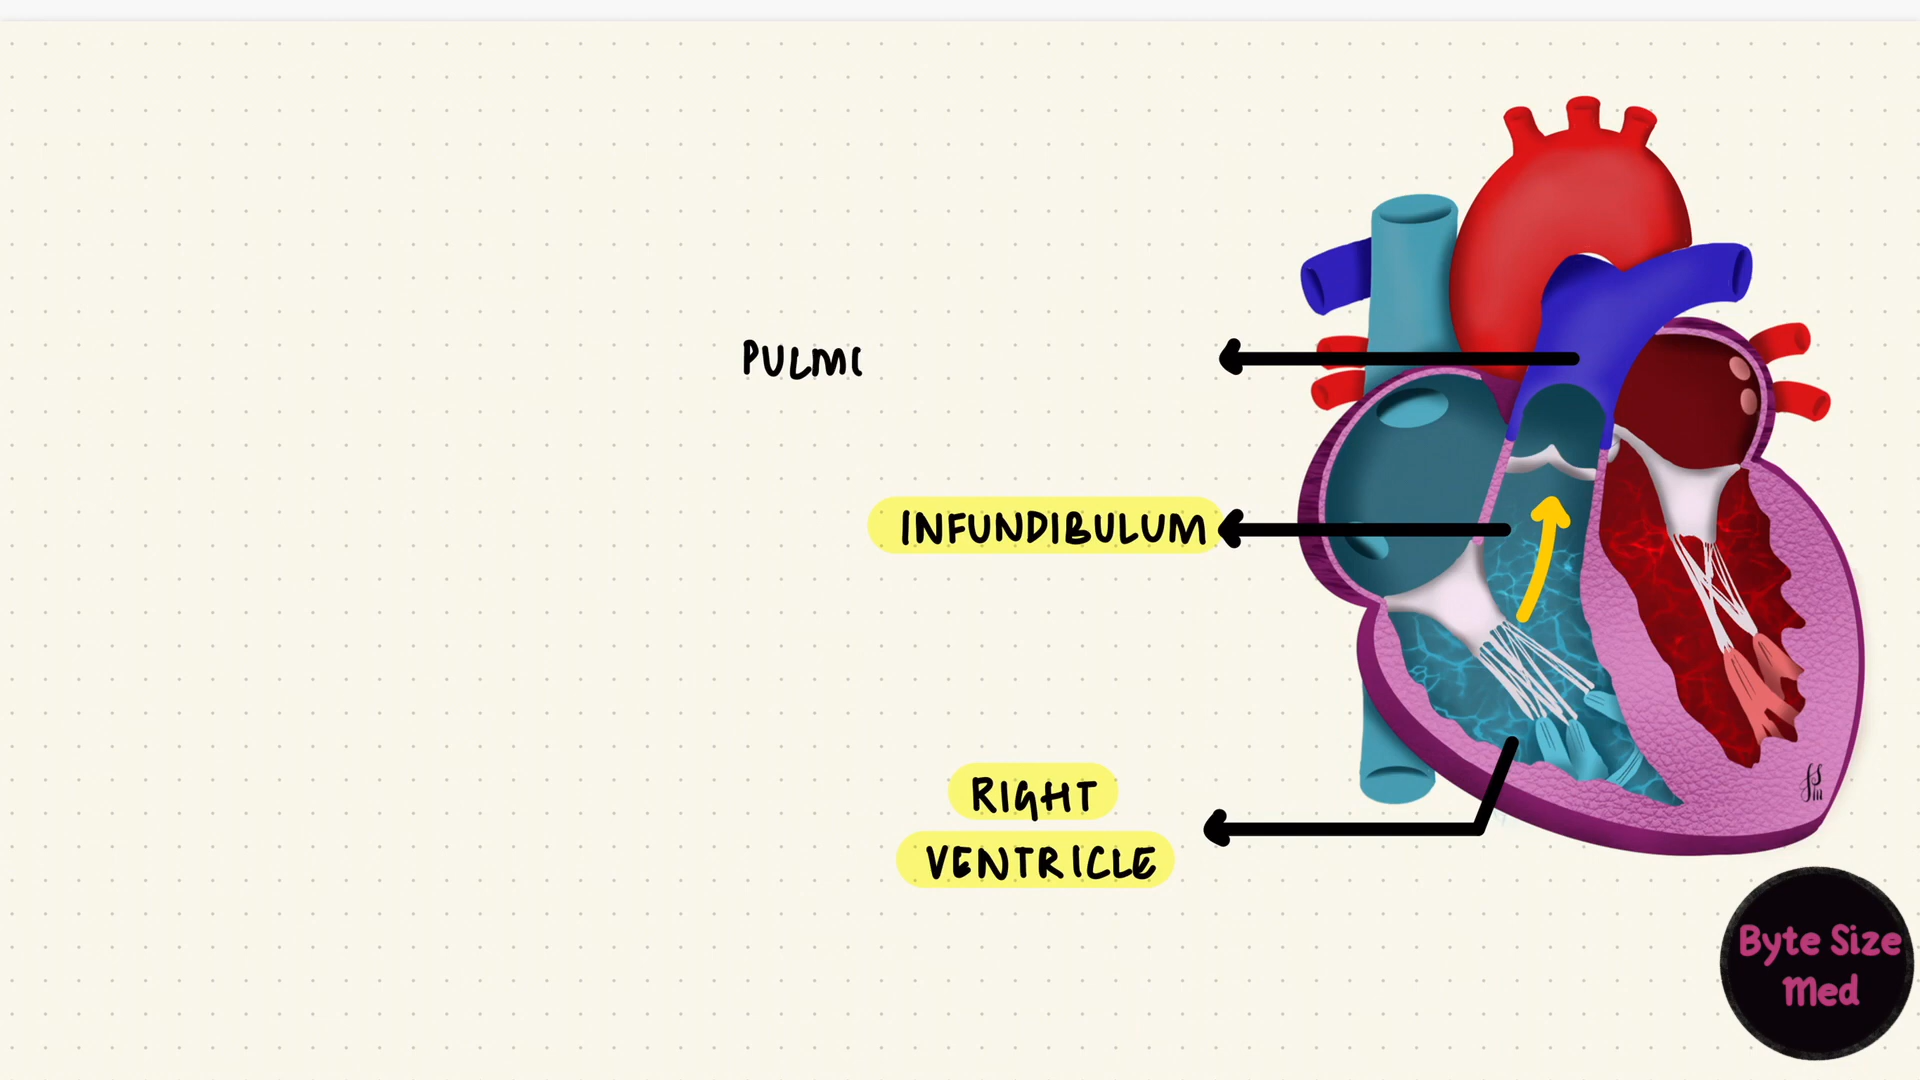 PULM
INFUNDIBULUM
RIGHT
VENTRICLE
Byte Size
Med